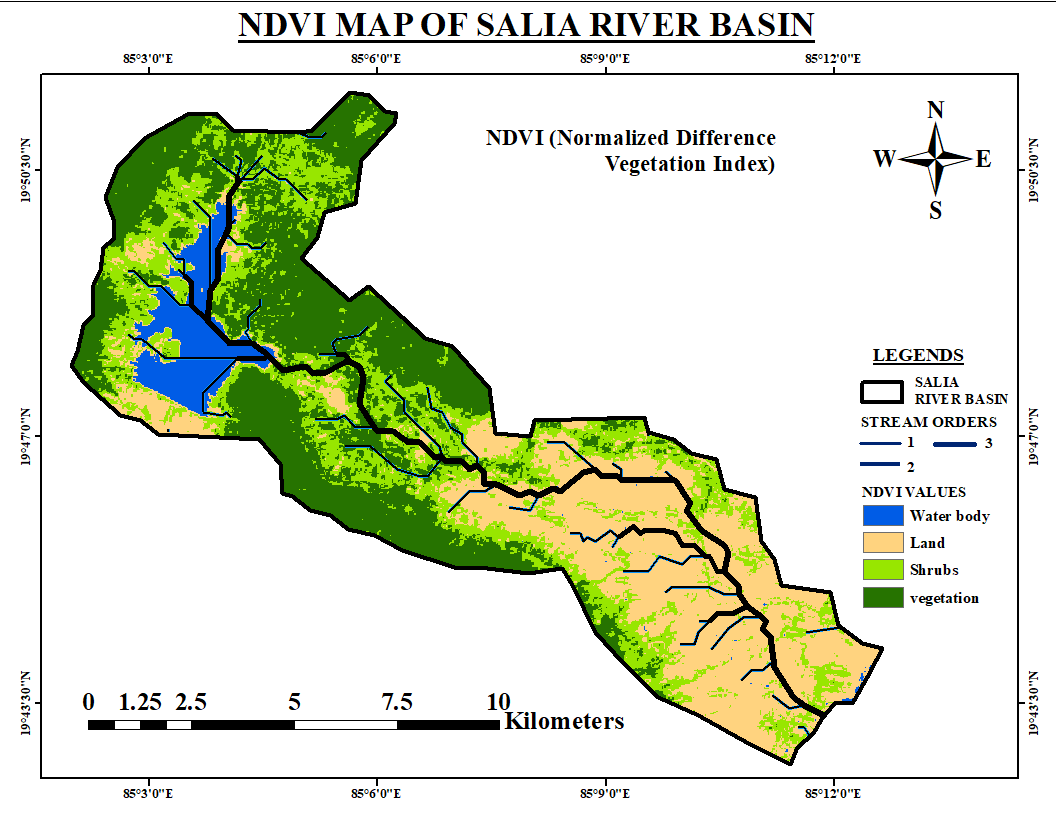 NDVI MAP OF SALIA RIVER BASIN
85°3'0"E 85°6'0"E 85°9'0"E 85°12'0"E
NDVI (Normalized Difference
Vegetation Index)
N
W E
S
19°50'30"N 19°50'30"N
19°47'0"N 19°47'0"N
19°43'30"N 19°43'30"N
LEGENDS
SALIA
RIVER BASIN
STREAM ORDERS
1 3
2
NDVI VALUES
Water body
Land
Shrubs
vegetation
0 1.25 2.5 5 7.5 10
Kilometers
85°3'0"E 85°6'0"E 85°9'0"E 85°12'0"E